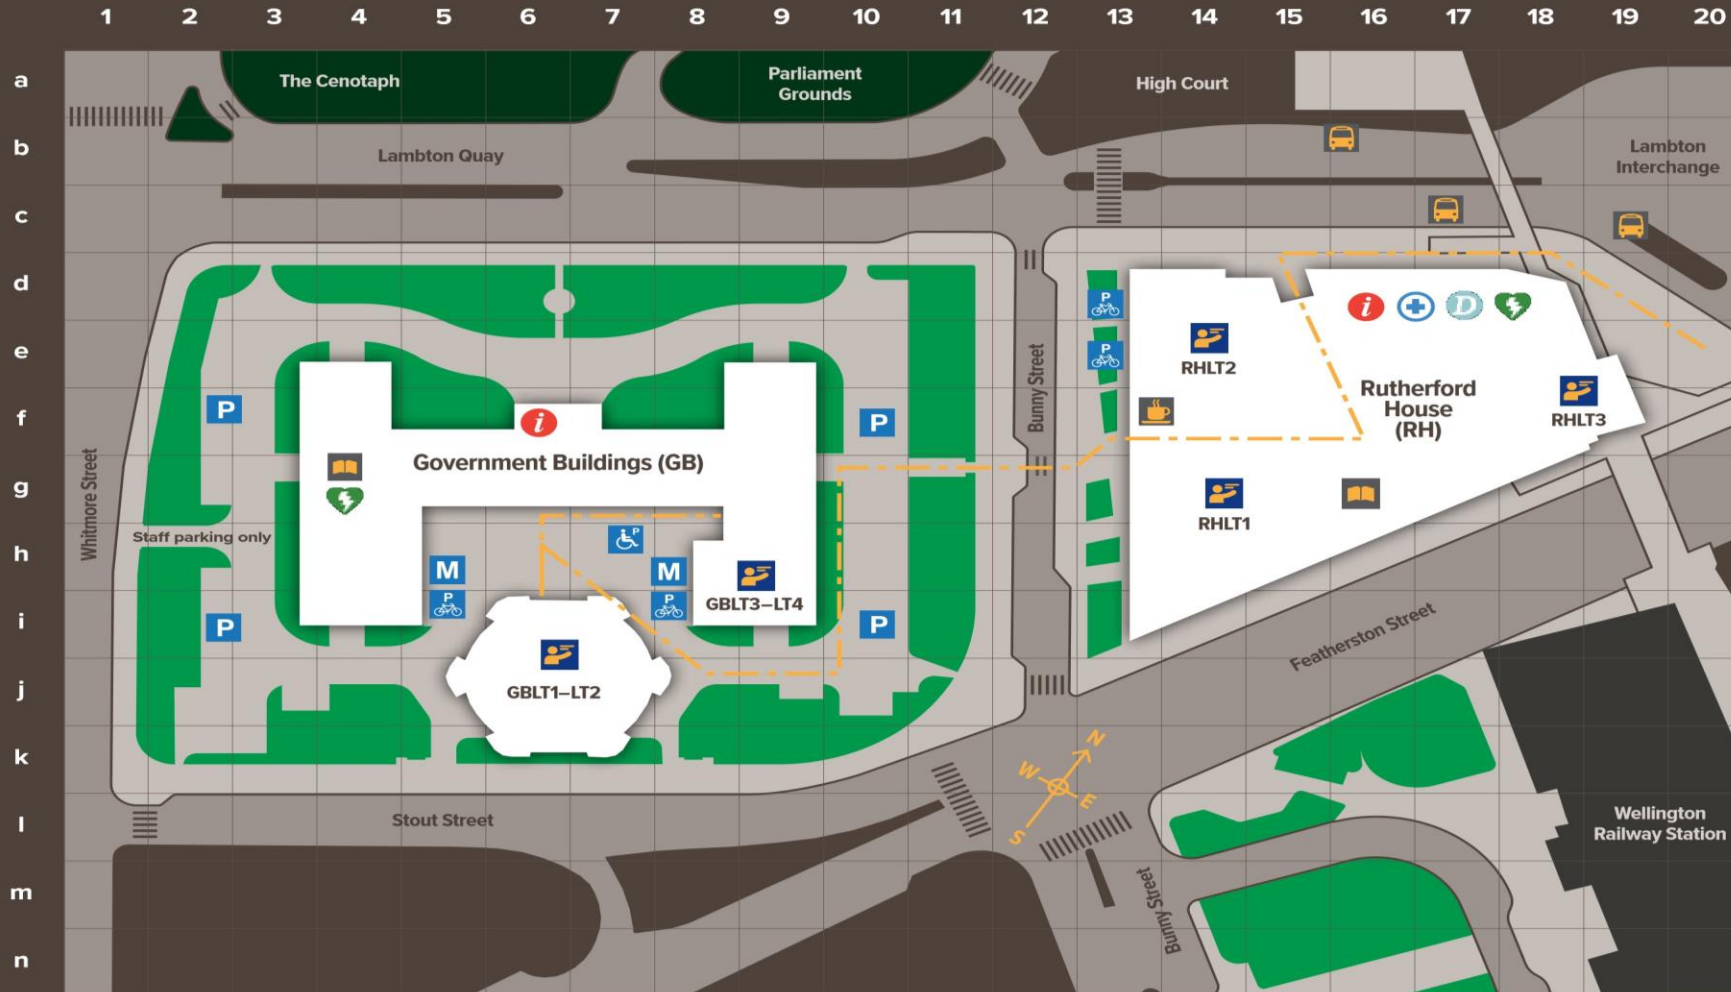 1 2 3 4 5 6 7 8 9 10 11 12 13 14 15 16 17 18 19 20
a
The Cenotaph
Parliament
Grounds
High Court
b
Lambton Quay
Lambton
Interchange
c
d
P
i
D
e
P
Bunny Street
RHLT2
Rutherford
House
(RH)
f
P
i
P
RHLT3
Whitmore Street
Government Buildings (GB)
g
RHLT1
Staff parking only
h
P
M
M
P
P
GBLT3–LT4
i
P
P
Featherston Street
j
GBLT1–LT2
k
N
W
E
S
l
Stout Street
Wellington
Railway Station
m
Bunny Street
n